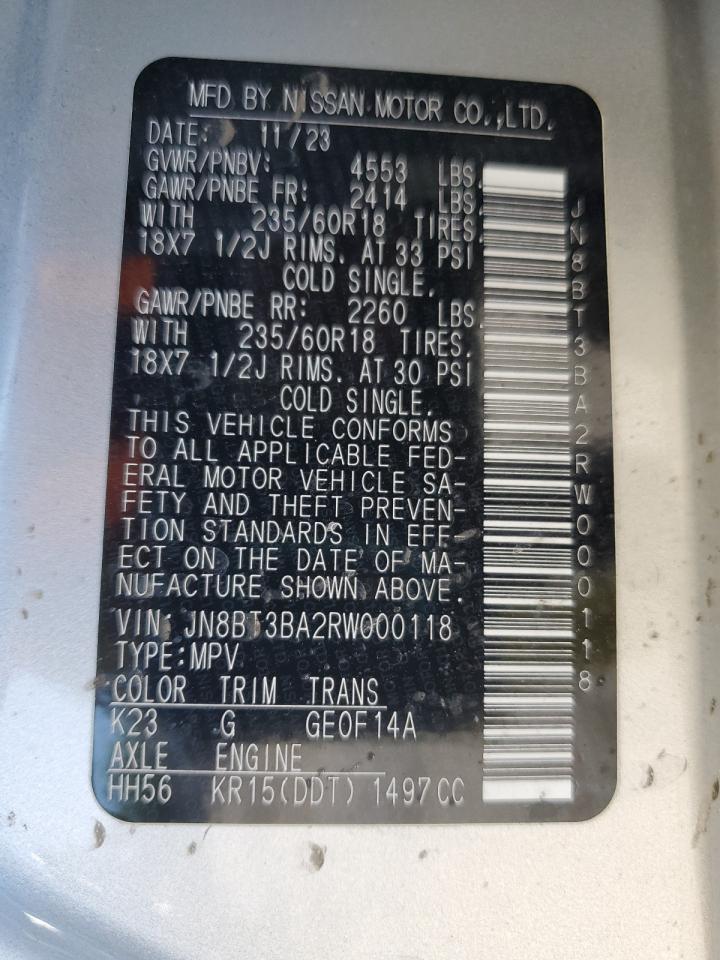 MFD BY NISSAN MOTOR CO.,LTD.
DATE: 11/23
GVWR/PNBV: 4553 LBS.
GAWR/PNBE FR: 2414 LBS.
WITH 235/60R18 TIRES.
18X7 1/2J RIMS. AT 33 PSI
COLD SINGLE.
GAWR/PNBE RR: 2260 LBS.
WITH 235/60R18 TIRES.
18X7 1/2J RIMS. AT 30 PSI
COLD SINGLE.
THIS VEHICLE CONFORMS
TO ALL APPLICABLE FED-
ERAL MOTOR VEHICLE SA-
FETY AND THEFT PREVEN-
TION STANDARDS IN EFF-
ECT ON THE DATE OF MA-
NUFACTURE SHOWN ABOVE.
VIN: JN8BT3BA2RW000118
TYPE:MPV
COLOR TRIM TRANS
K23 G GE0F14A
AXLE ENGINE
HH56 KR15(DDT) 1497CC
JN8BT3BA2RW000118